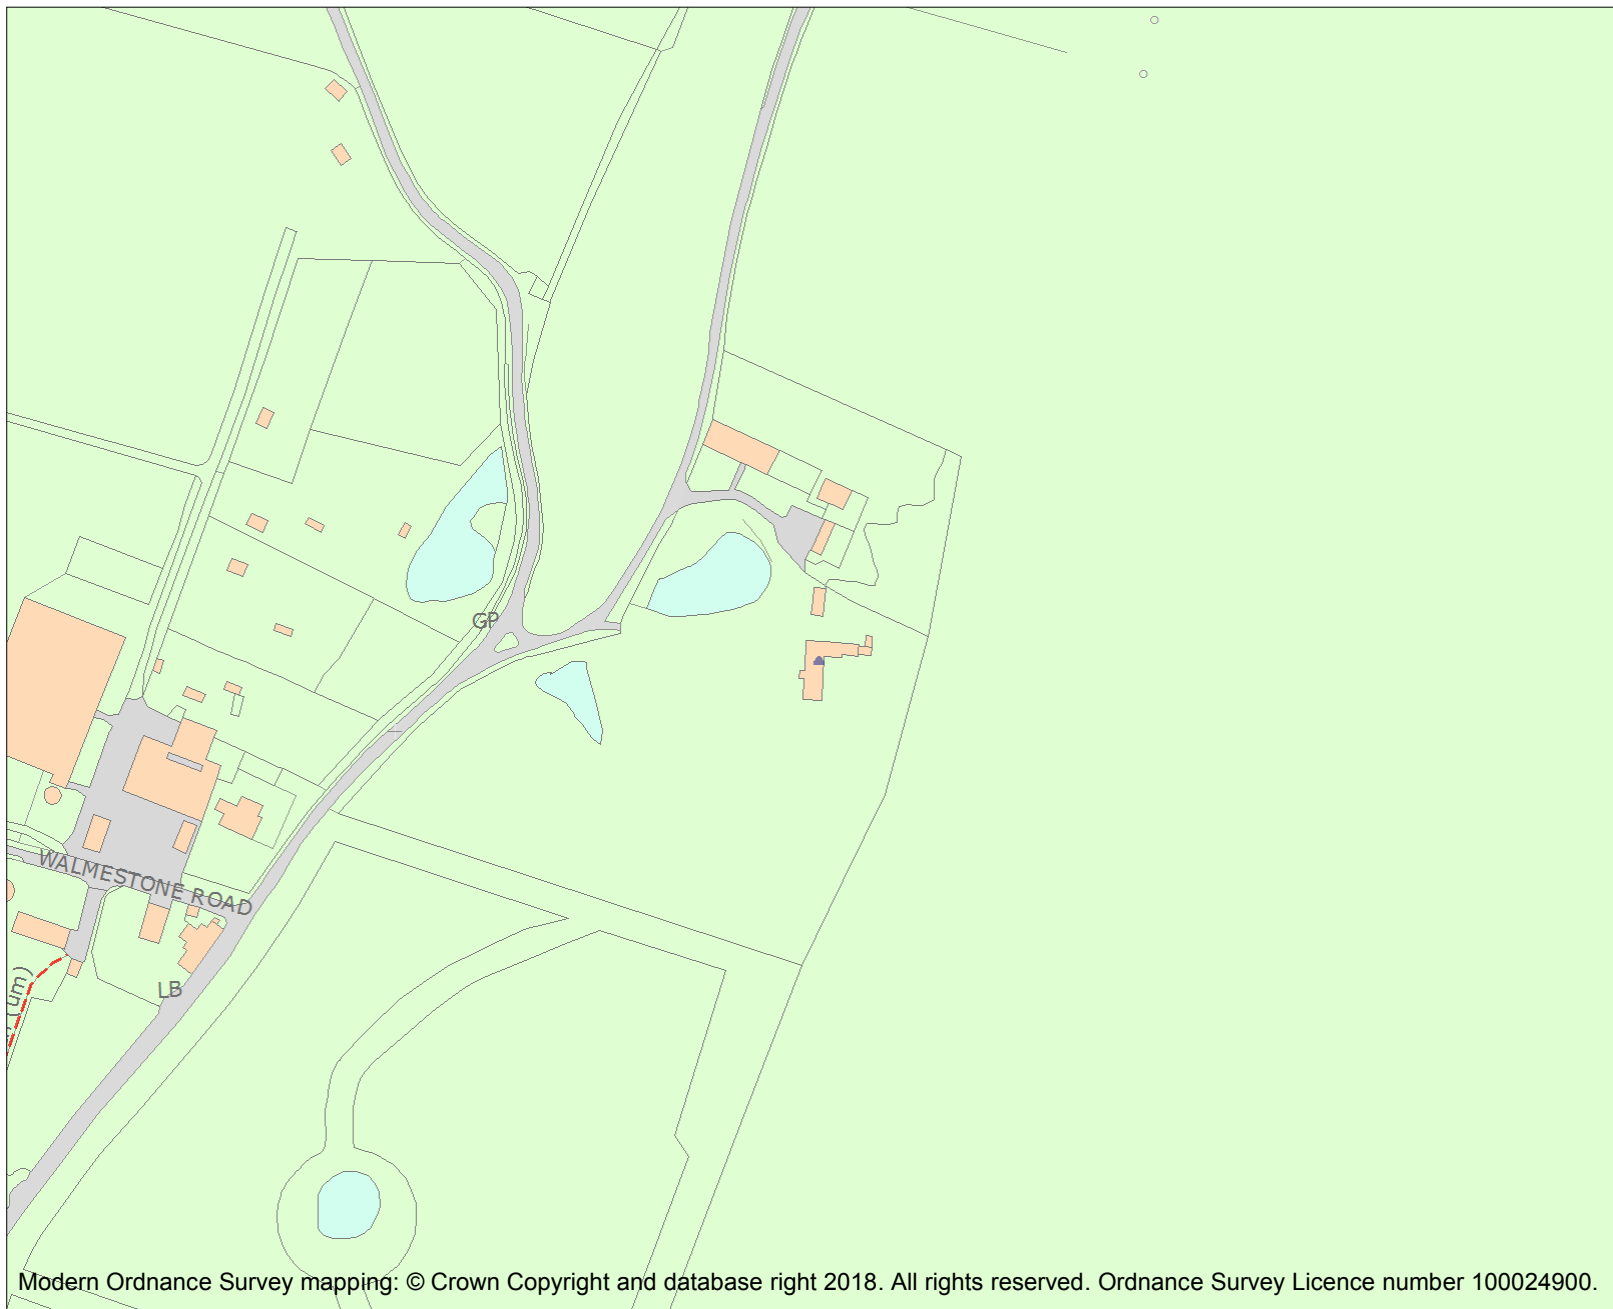 GP
WALMESTONE ROAD
LB
um)
Modern Ordnance Survey mapping: © Crown Copyright and database right 2018. All rights reserved. Ordnance Survey Licence number 100024900.